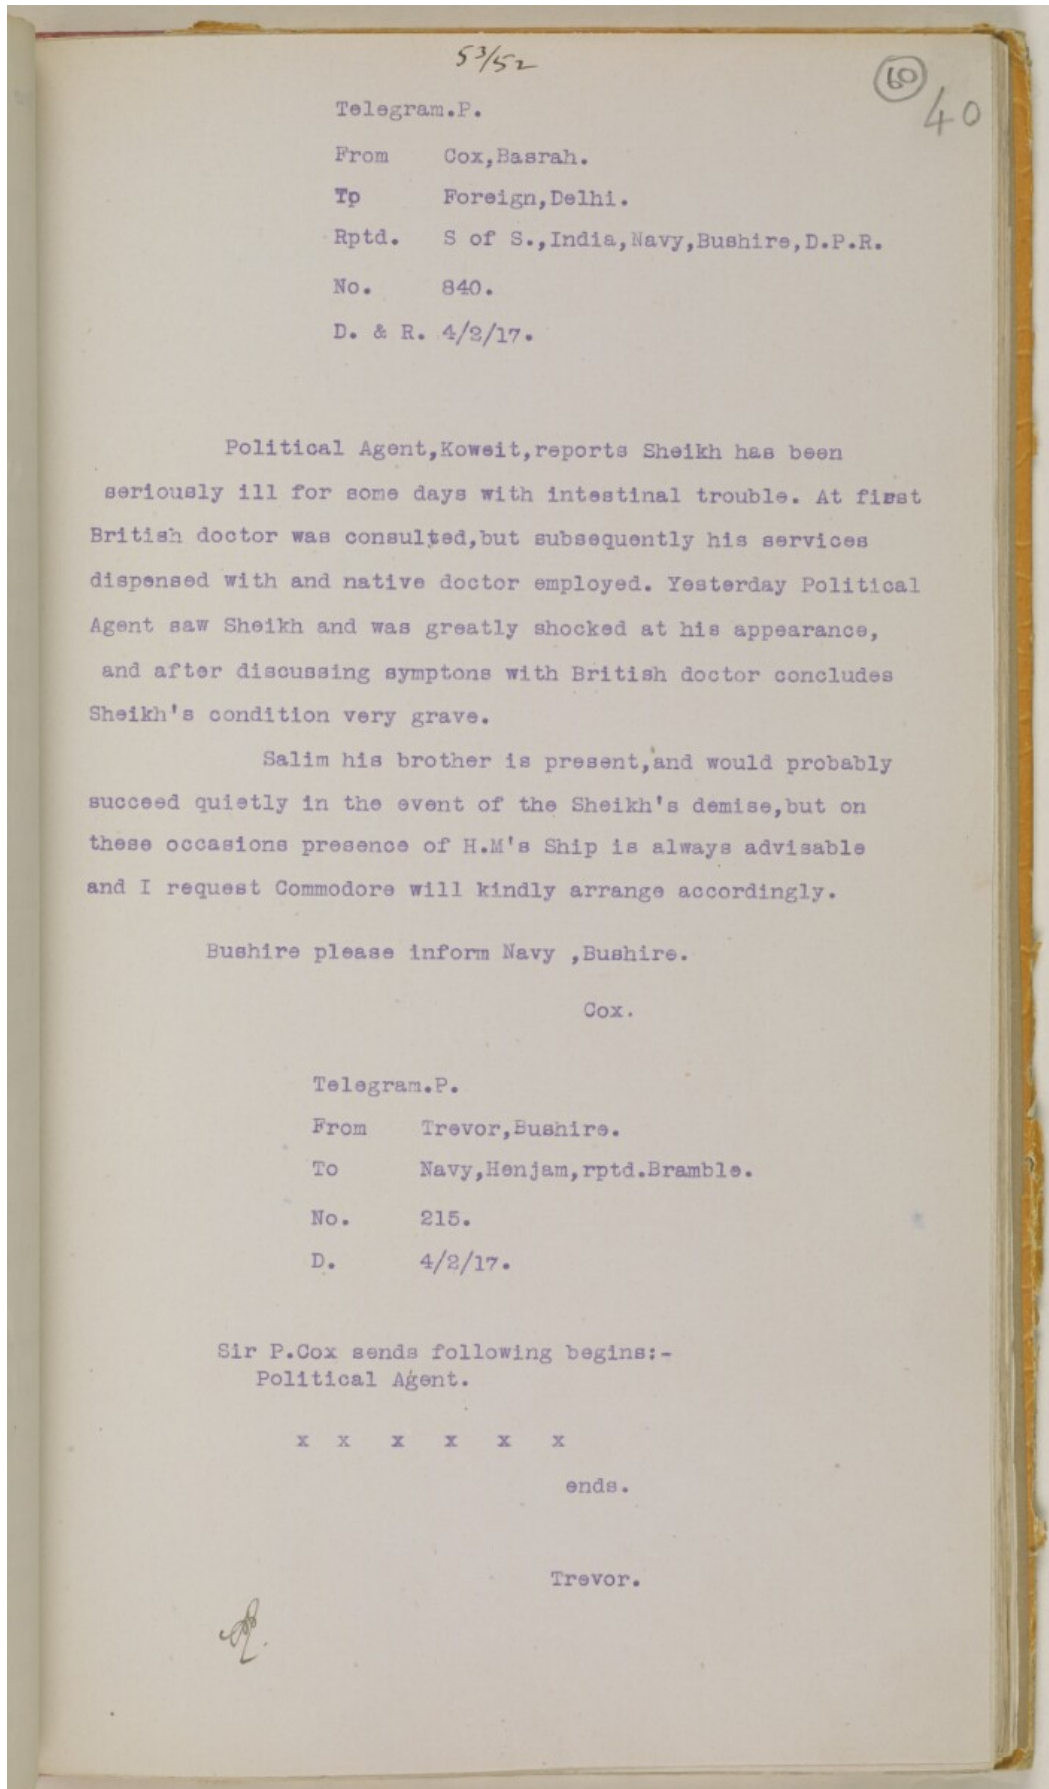 53/52
60
40
Telegram.P.
From Cox,Basrah.
To Foreign,Delhi.
Rptd. S of S.,India,Navy,Bushire,D.P.R.
No. 840.
D. & R. 4/2/17.
Political Agent,Koweit,reports Sheikh has been
seriously ill for some days with intestinal trouble. At first
British doctor was consulted,but subsequently his services
dispensed with and native doctor employed. Yesterday Political
Agent saw Sheikh and was greatly shocked at his appearance,
and after discussing symptons with British doctor concludes
Sheikh's condition very grave.
Salim his brother is present,and would probably
succeed quietly in the event of the Sheikh's demise,but on
these occasions presence of H.M's Ship is always advisable
and I request Commodore will kindly arrange accordingly.
Bushire please inform Navy ,Bushire.
Cox.
Telegram.P.
From Trevor,Bushire.
To Navy,Henjam,rptd.Bramble.
No. 215.
D. 4/2/17.
Sir P.Cox sends following begins:-
Political Agent.
x x x x x x
ends.
Trevor.